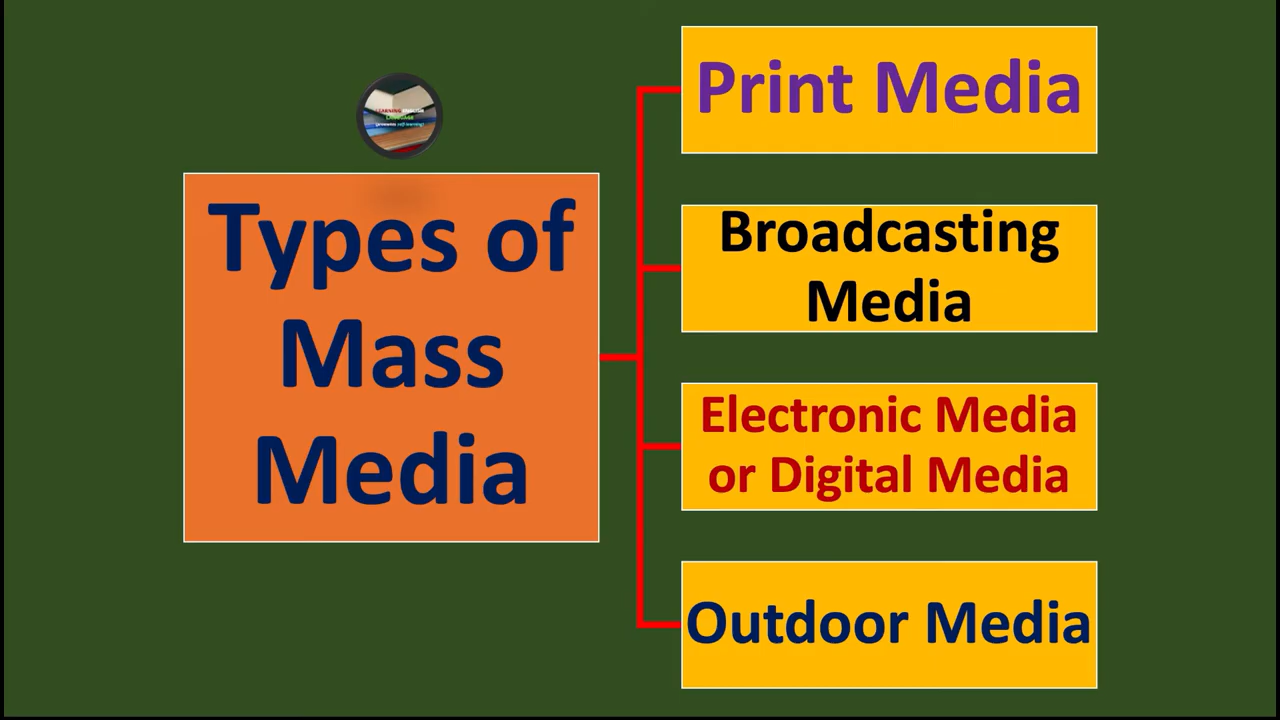 Types of
Mass
Media
Print Media
Broadcasting
Media
Electronic Media
or Digital Media
Outdoor Media